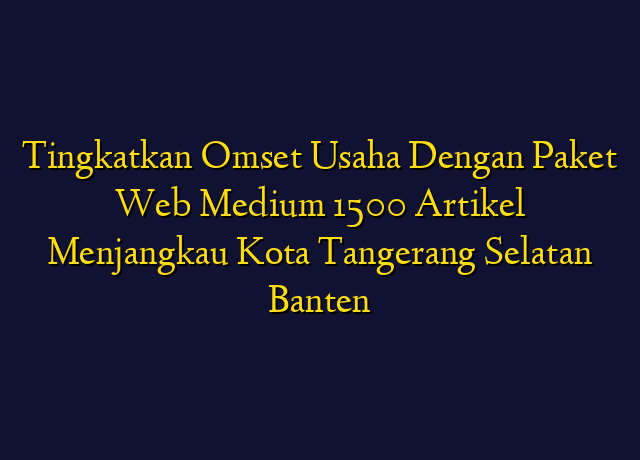 Tingkatkan Omset Usaha Dengan Paket
Web Medium 1500 Artikel
Menjangkau Kota Tangerang Selatan
Banten